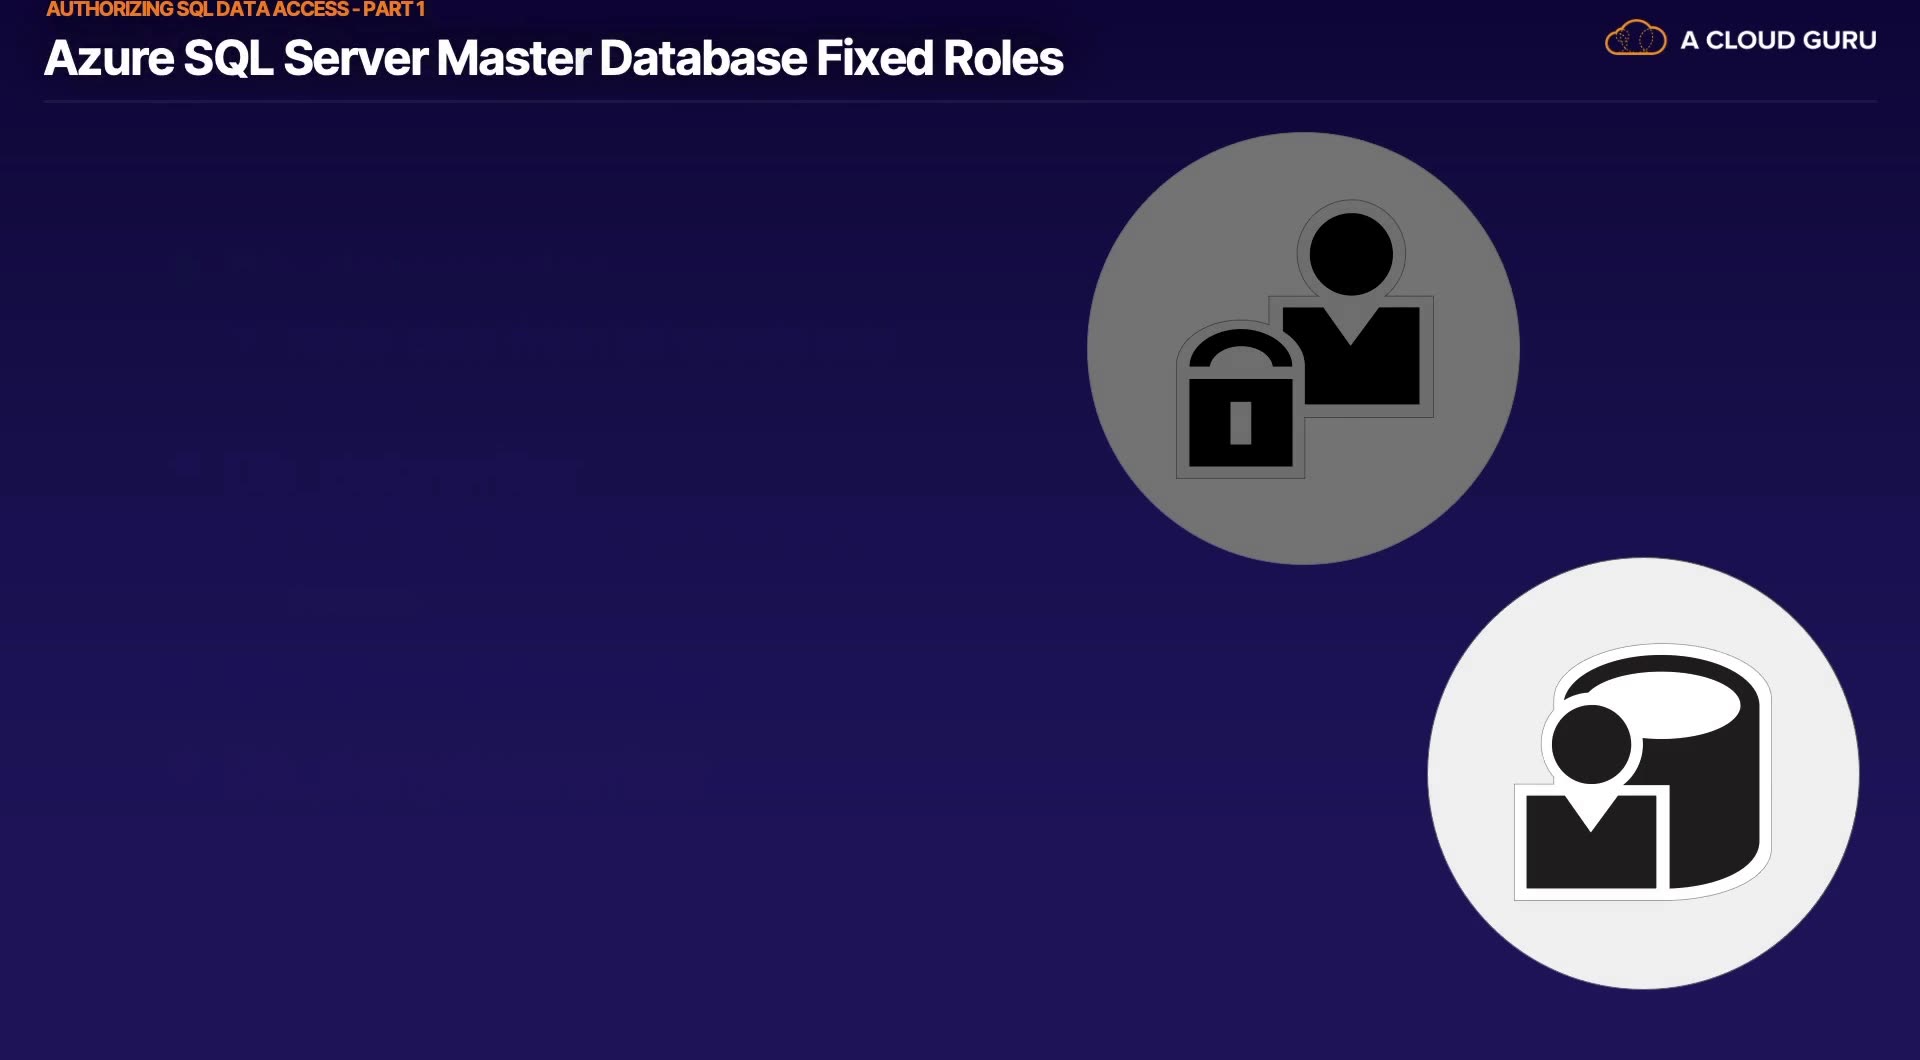 AUTHORIZING SQL DATA ACCESS - PART 1
Azure SQL Server Master Database Fixed Roles
A CLOUD GURU